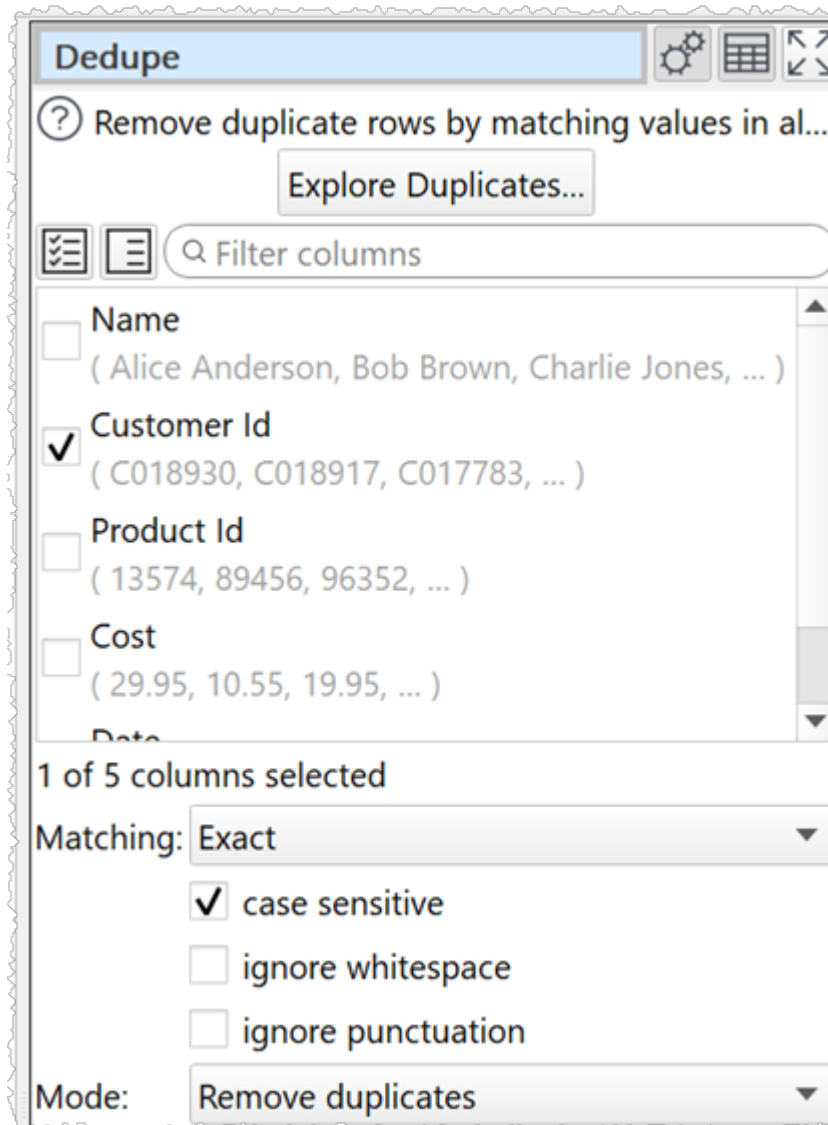 Dedupe
Remove duplicate rows by matching values in al...
Explore Duplicates...
Filter columns
Name
( Alice Anderson, Bob Brown, Charlie Jones, ... )
Customer Id
( C018930, C018917, C017783, ... )
Product Id
( 13574, 89456, 96352, ... )
Cost
( 29.95, 10.55, 19.95, ... )
Date
1 of 5 columns selected
Matching: Exact
case sensitive
ignore whitespace
ignore punctuation
Mode: Remove duplicates